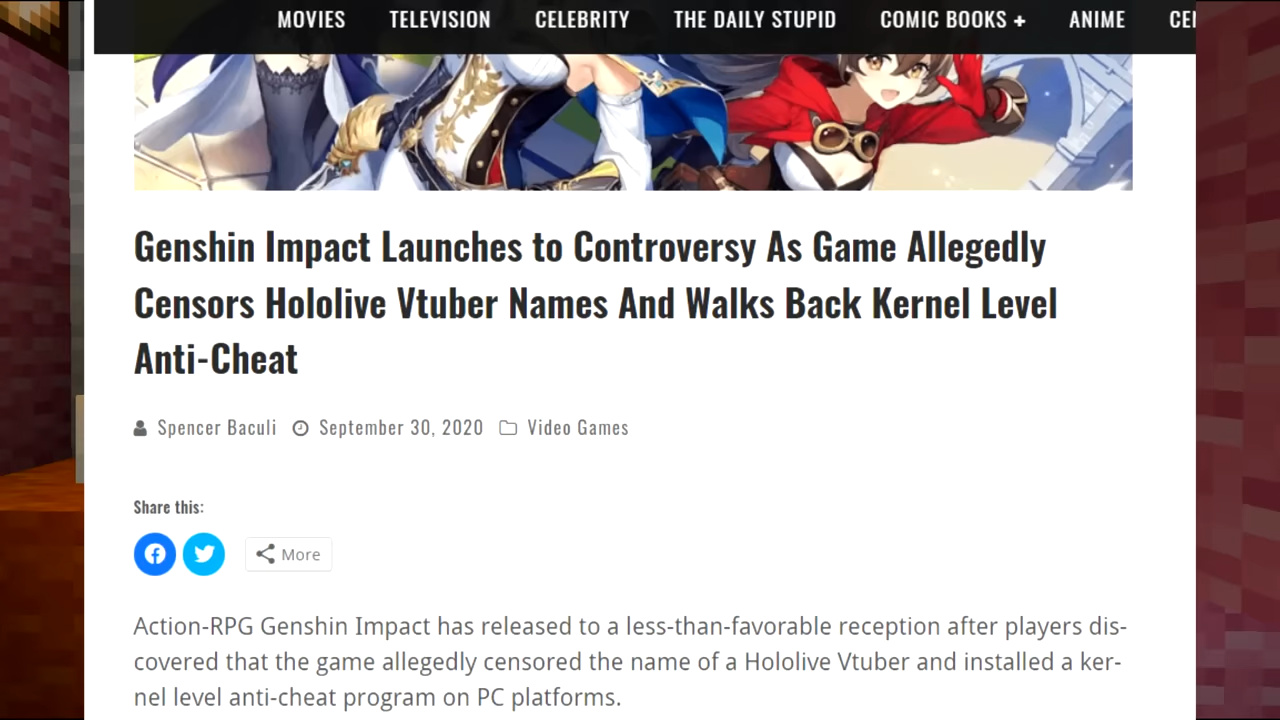 MOVIES TELEVISION CELEBRITY THE DAILY STUPID COMIC BOOKS + ANIME CEN
Genshin Impact Launches to Controversy As Game Allegedly
Censors Hololive Vtuber Names And Walks Back Kernel Level
Anti-Cheat
Spencer Baculi September 30, 2020 Video Games
Share this:
More
Action-RPG Genshin Impact has released to a less-than-favorable reception after players dis-
covered that the game allegedly censored the name of a Hololive Vtuber and installed a ker-
nel level anti-cheat program on PC platforms.